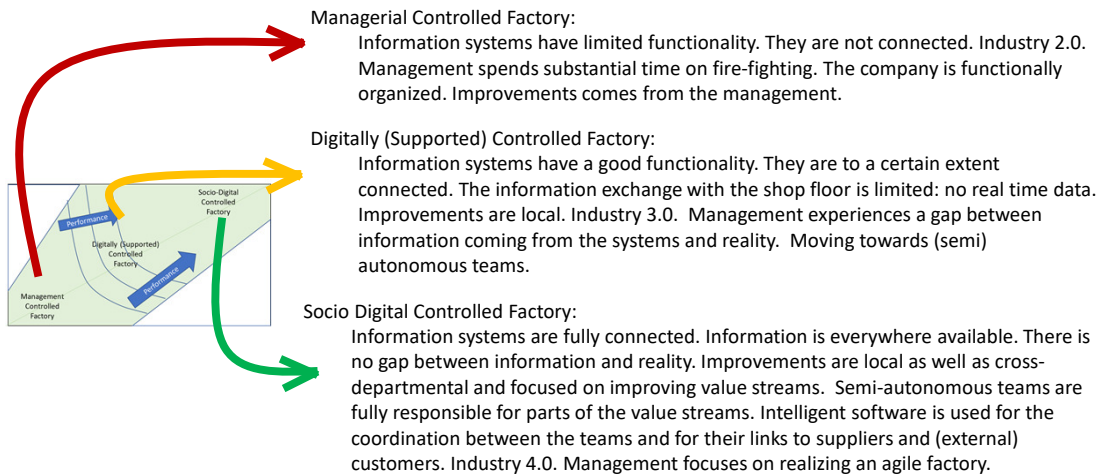 Managerial Controlled Factory:
Information systems have limited functionality. They are not connected. Industry 2.0.
Management spends substantial time on fire-fighting. The company is functionally
organized. Improvements comes from the management.
Digitally (Supported) Controlled Factory:
Information systems have a good functionality. They are to a certain extent
connected. The information exchange with the shop floor is limited: no real time data.
Improvements are local. Industry 3.0.  Management experiences a gap between
information coming from the systems and reality.  Moving towards (semi)
autonomous teams.
Socio-Digital
Controlled
Factory
Performance
Digitally (Supported)
Controlled
Factory
Performance
Management
Controlled
Factory
Socio Digital Controlled Factory:
Information systems are fully connected. Information is everywhere available. There is
no gap between information and reality. Improvements are local as well as cross-
departmental and focused on improving value streams.  Semi-autonomous teams are
fully responsible for parts of the value streams. Intelligent software is used for the
coordination between the teams and for their links to suppliers and (external)
customers. Industry 4.0. Management focuses on realizing an agile factory.